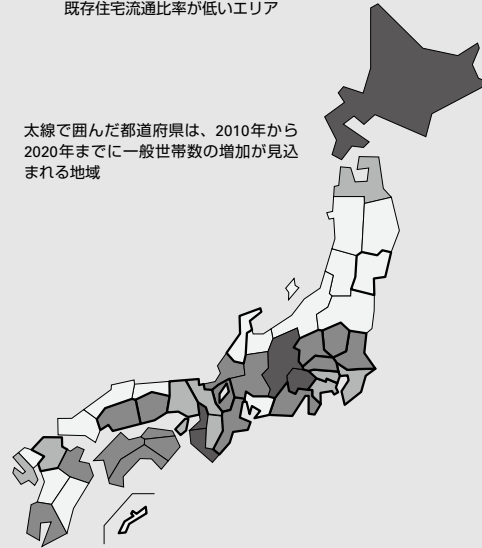 既存住宅流通比率が低いエリア
太線で囲んだ都道府県は、2010年から
2020年までに一般世帯数の増加が見込
まれる地域